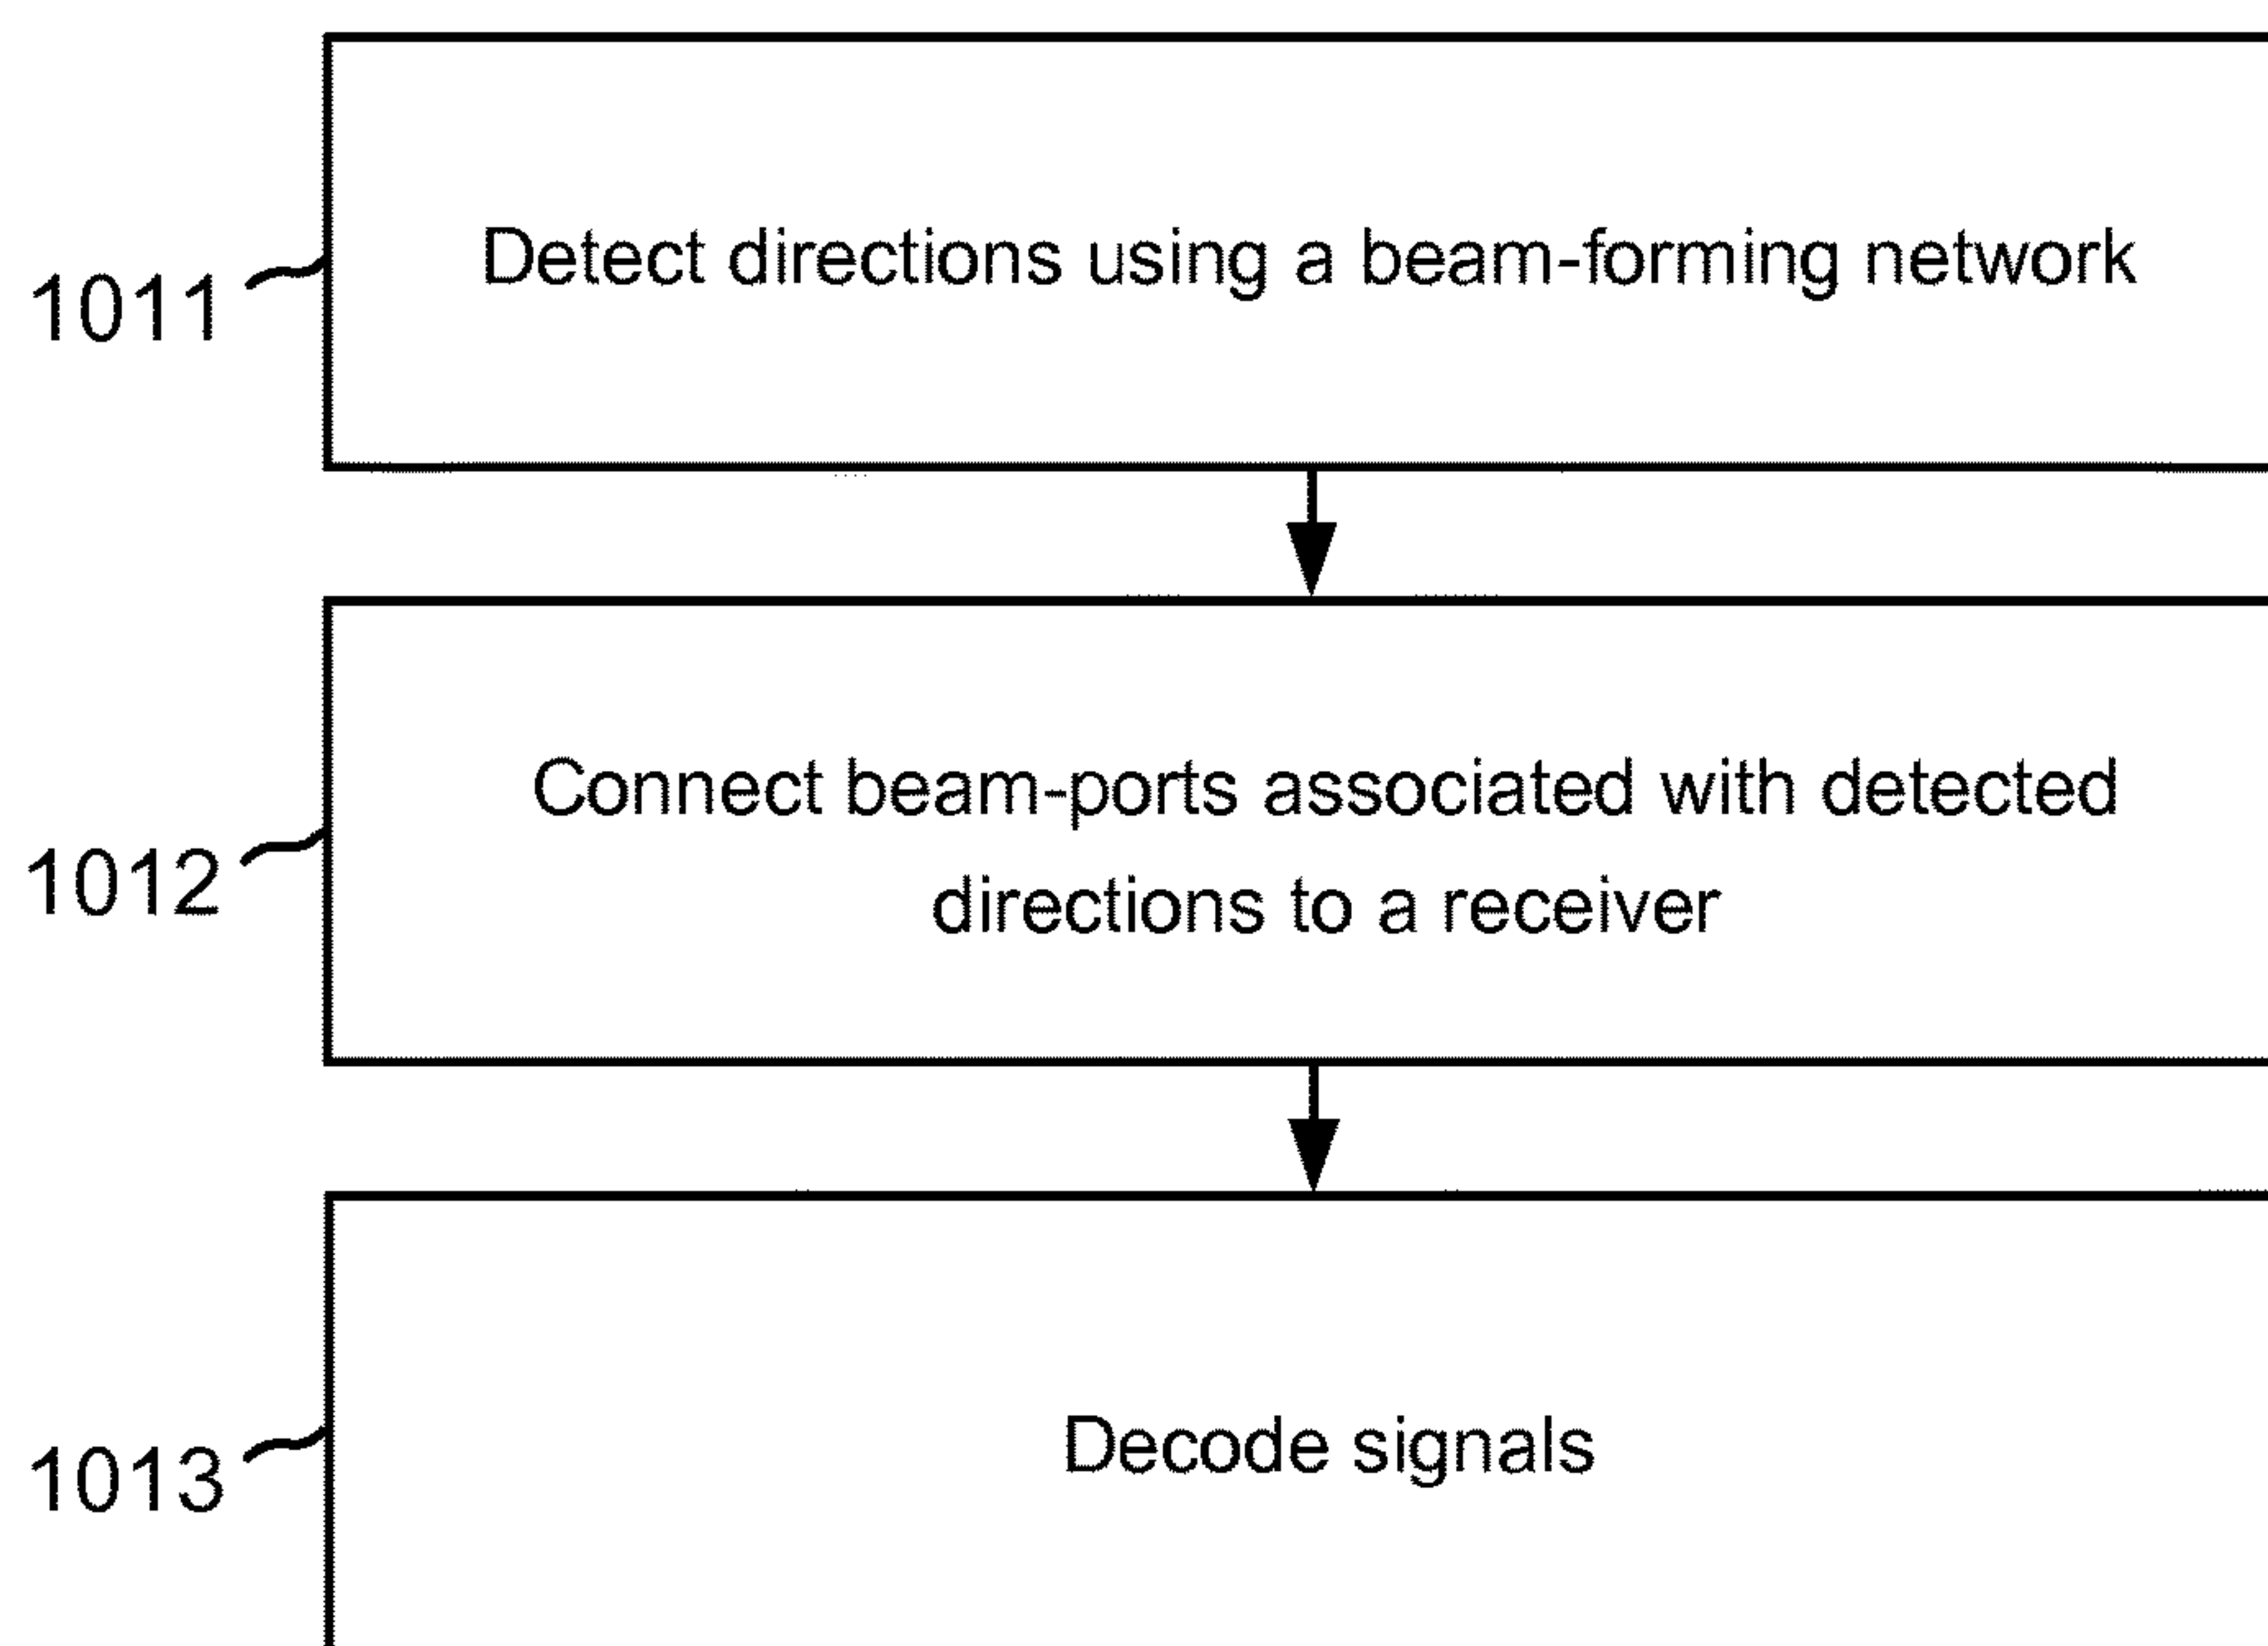 1011
Detect directions using a beam-forming network
1012
Connect beam-ports associated with detected
directions to a receiver
1013
Decode signals